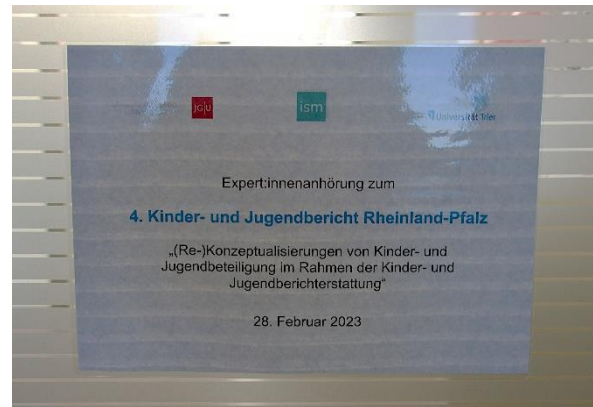 JG|U
ism
Universität Trier
Expert:innenanhörung zum
4. Kinder- und Jugendbericht Rheinland-Pfalz
„(Re-)Konzeptualisierungen von Kinder- und
Jugendbeteiligung im Rahmen der Kinder- und
Jugendberichterstattung“
28. Februar 2023